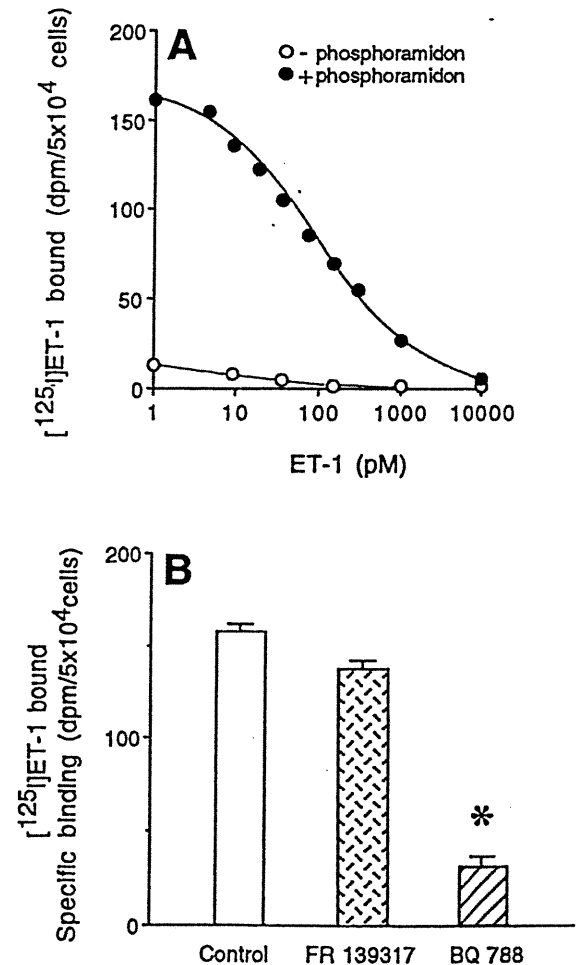 A
○ - phosphoramidon
● + phosphoramidon
[¹²⁵I]ET-1 bound (dpm/5x10⁴ cells)
200
150
100
50
0
1 10 100 1000 10000
ET-1 (pM)
B
[¹²⁵I]ET-1 bound
Specific binding (dpm/5x10⁴cells)
200
100
0
*
Control FR 139317 BQ 788